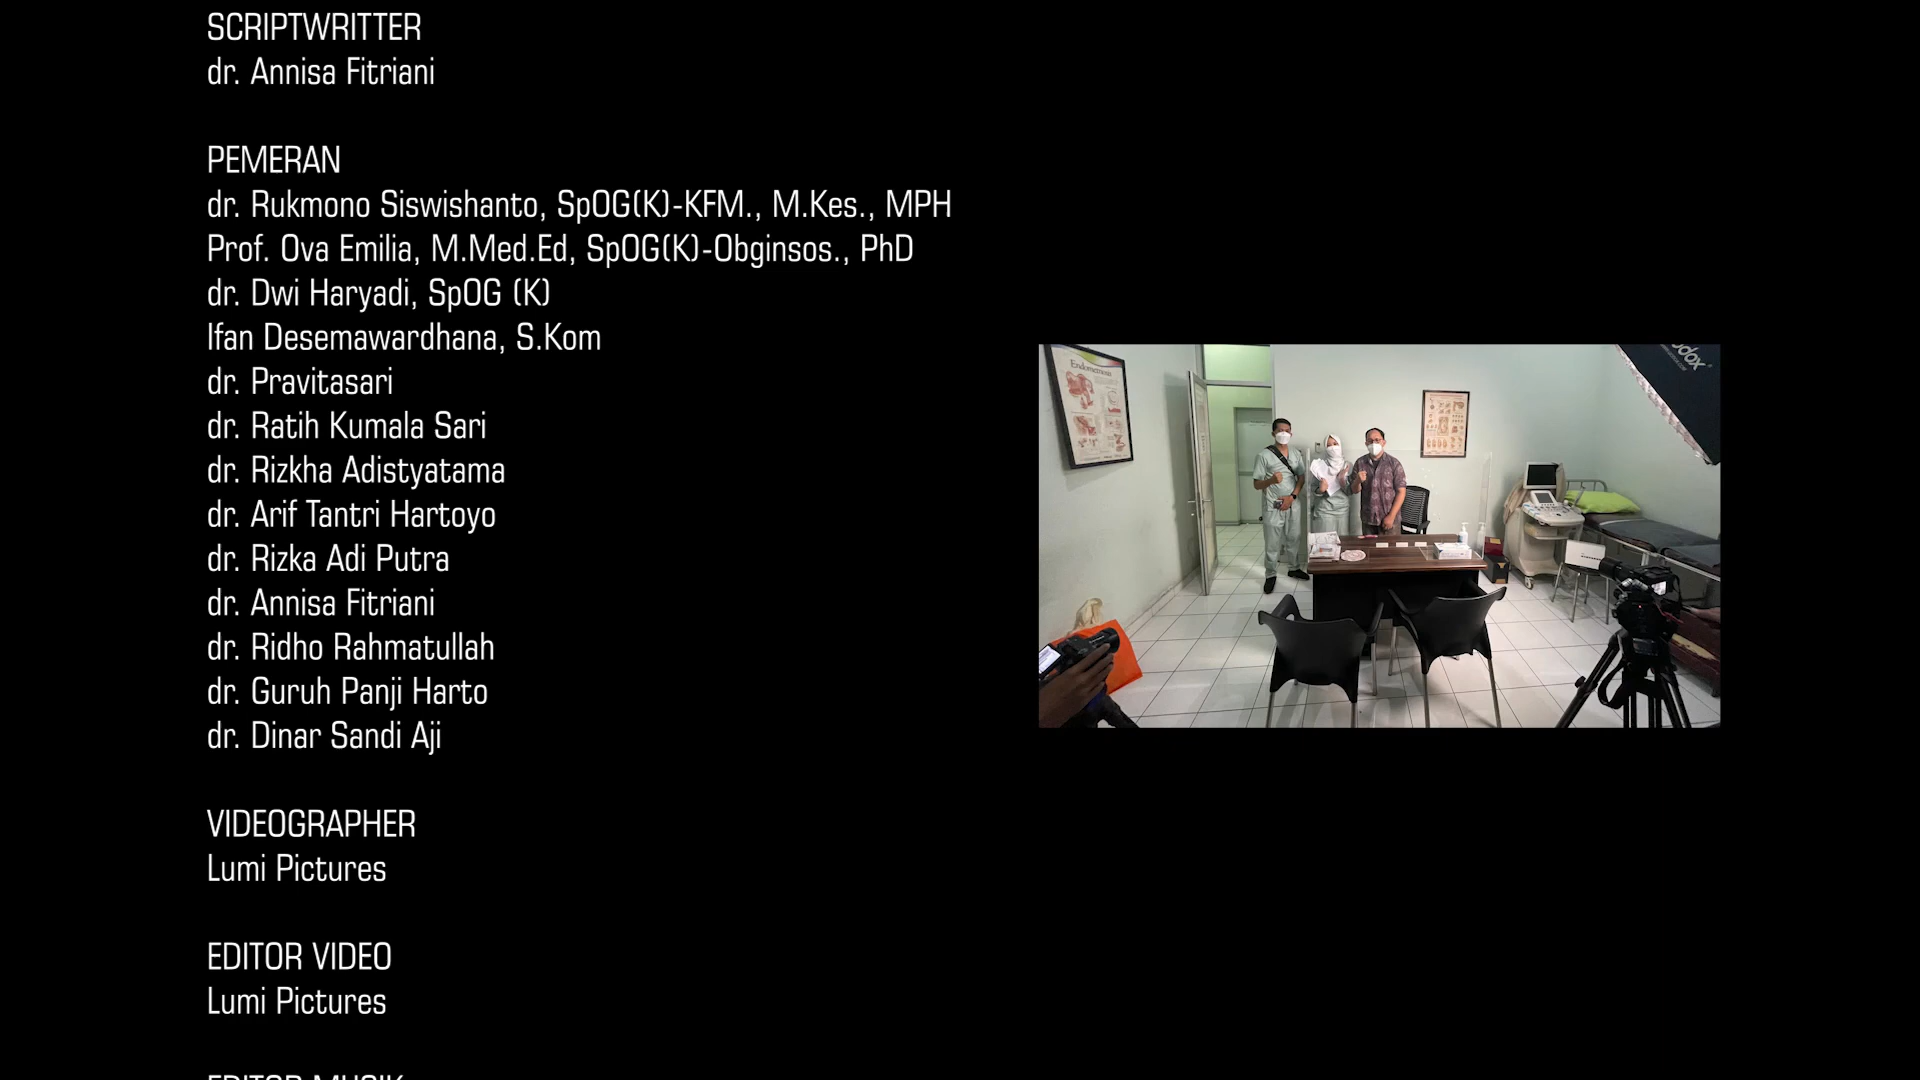 SCRIPTWRITTER
dr. Annisa Fitriani
PEMERAN
dr. Rukmono Siswishanto, SpOG(K)-KFM., M.Kes., MPH
Prof. Ova Emilia, M.Med.Ed, SpOG(K)-Obginsos., PhD
dr. Dwi Haryadi, SpOG (K)
Ifan Desemawardhana, S.Kom
dr. Pravitasari
dr. Ratih Kumala Sari
dr. Rizkha Adistyatama
dr. Arif Tantri Hartoyo
dr. Rizka Adi Putra
dr. Annisa Fitriani
dr. Ridho Rahmatullah
dr. Guruh Panji Harto
dr. Dinar Sandi Aji
VIDEOGRAPHER
Lumi Pictures
EDITOR VIDEO
Lumi Pictures
EDITOR MUSIK
Endometriosis